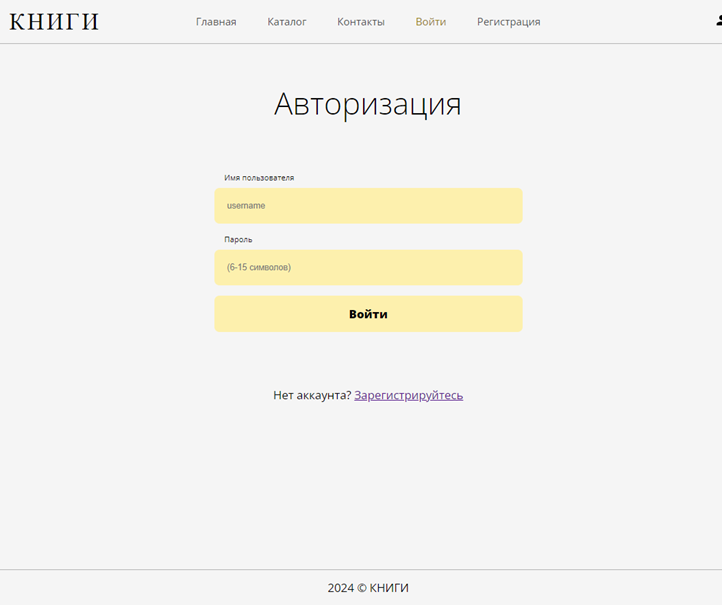 КНИГИ Главная Каталог Контакты Войти Регистрация
Авторизация
Имя пользователя
username
Пароль
(6-15 символов)
Войти
Нет аккаунта? Зарегистрируйтесь
2024 © КНИГИ